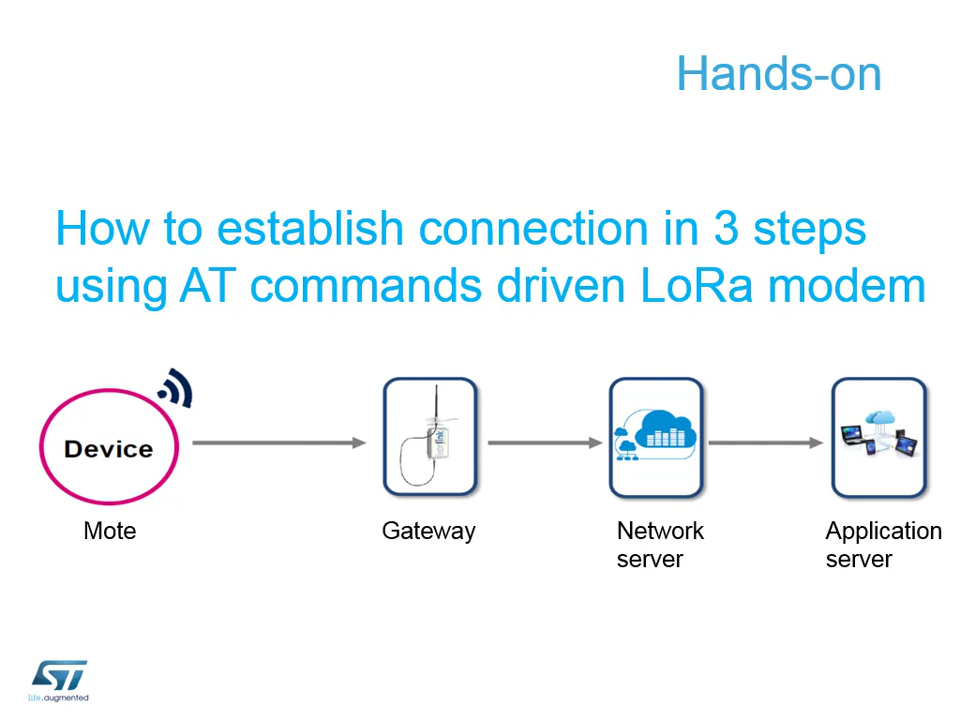 Hands-on
How to establish connection in 3 steps
using AT commands driven LoRa modem
Device
Mote
Gateway
Network
server
Application
server
ST
life.augmented